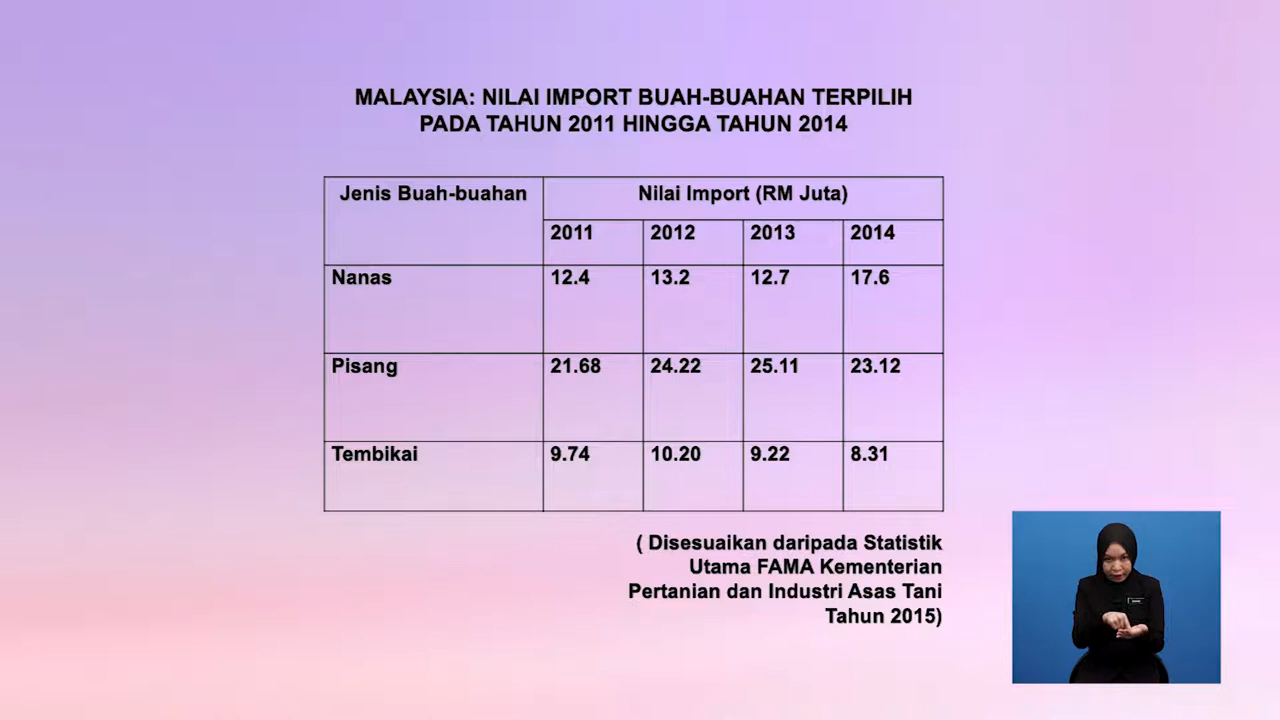 MALAYSIA: NILAI IMPORT BUAH-BUAHAN TERPILIH
PADA TAHUN 2011 HINGGA TAHUN 2014
Jenis Buah-buahan
Nilai Import (RM Juta)
2011 2012 2013 2014
Nanas 12.4 13.2 12.7 17.6
Pisang 21.68 24.22 25.11 23.12
Tembikai 9.74 10.20 9.22 8.31
( Disesuaikan daripada Statistik
Utama FAMA Kementerian
Pertanian dan Industri Asas Tani
Tahun 2015)